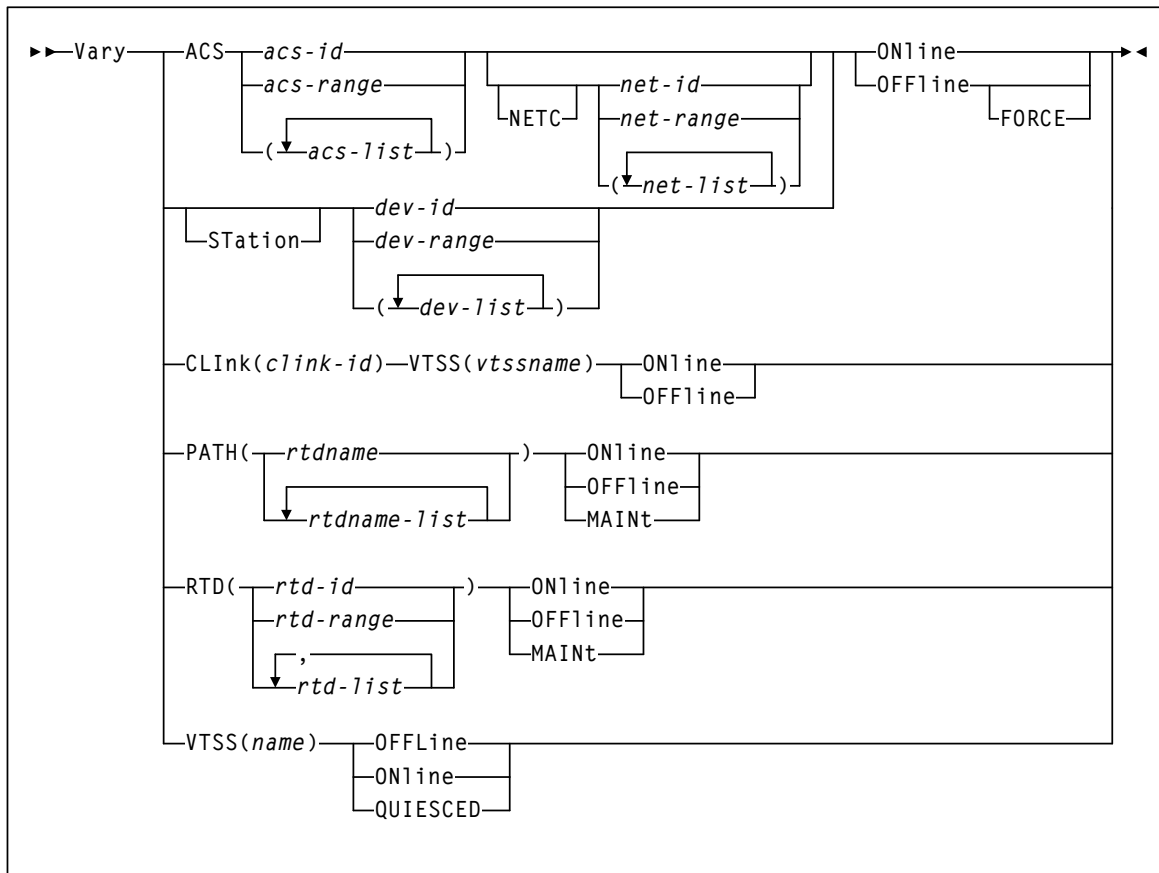 Vary ACS acs-id ONline
acs-range net-id OFFline
NETC net-range FORCE
( acs-list )
( net-list )
dev-id
STation dev-range
( dev-list )
CLInk(clink-id) VTSS(vtssname) ONline
OFFline
PATH( rtdname ) ONline
OFFline
rtdname-list MAINt
RTD( rtd-id ) ONline
rtd-range OFFline
, MAINt
rtd-list
VTSS(name) OFFLine
ONline
QUIESCED